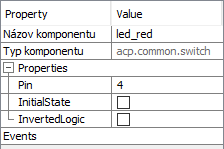 Property Value
Názov komponentu led_red
Typ komponentu acp.common.switch
Properties
Pin 4
InitialState
InvertedLogic
Events